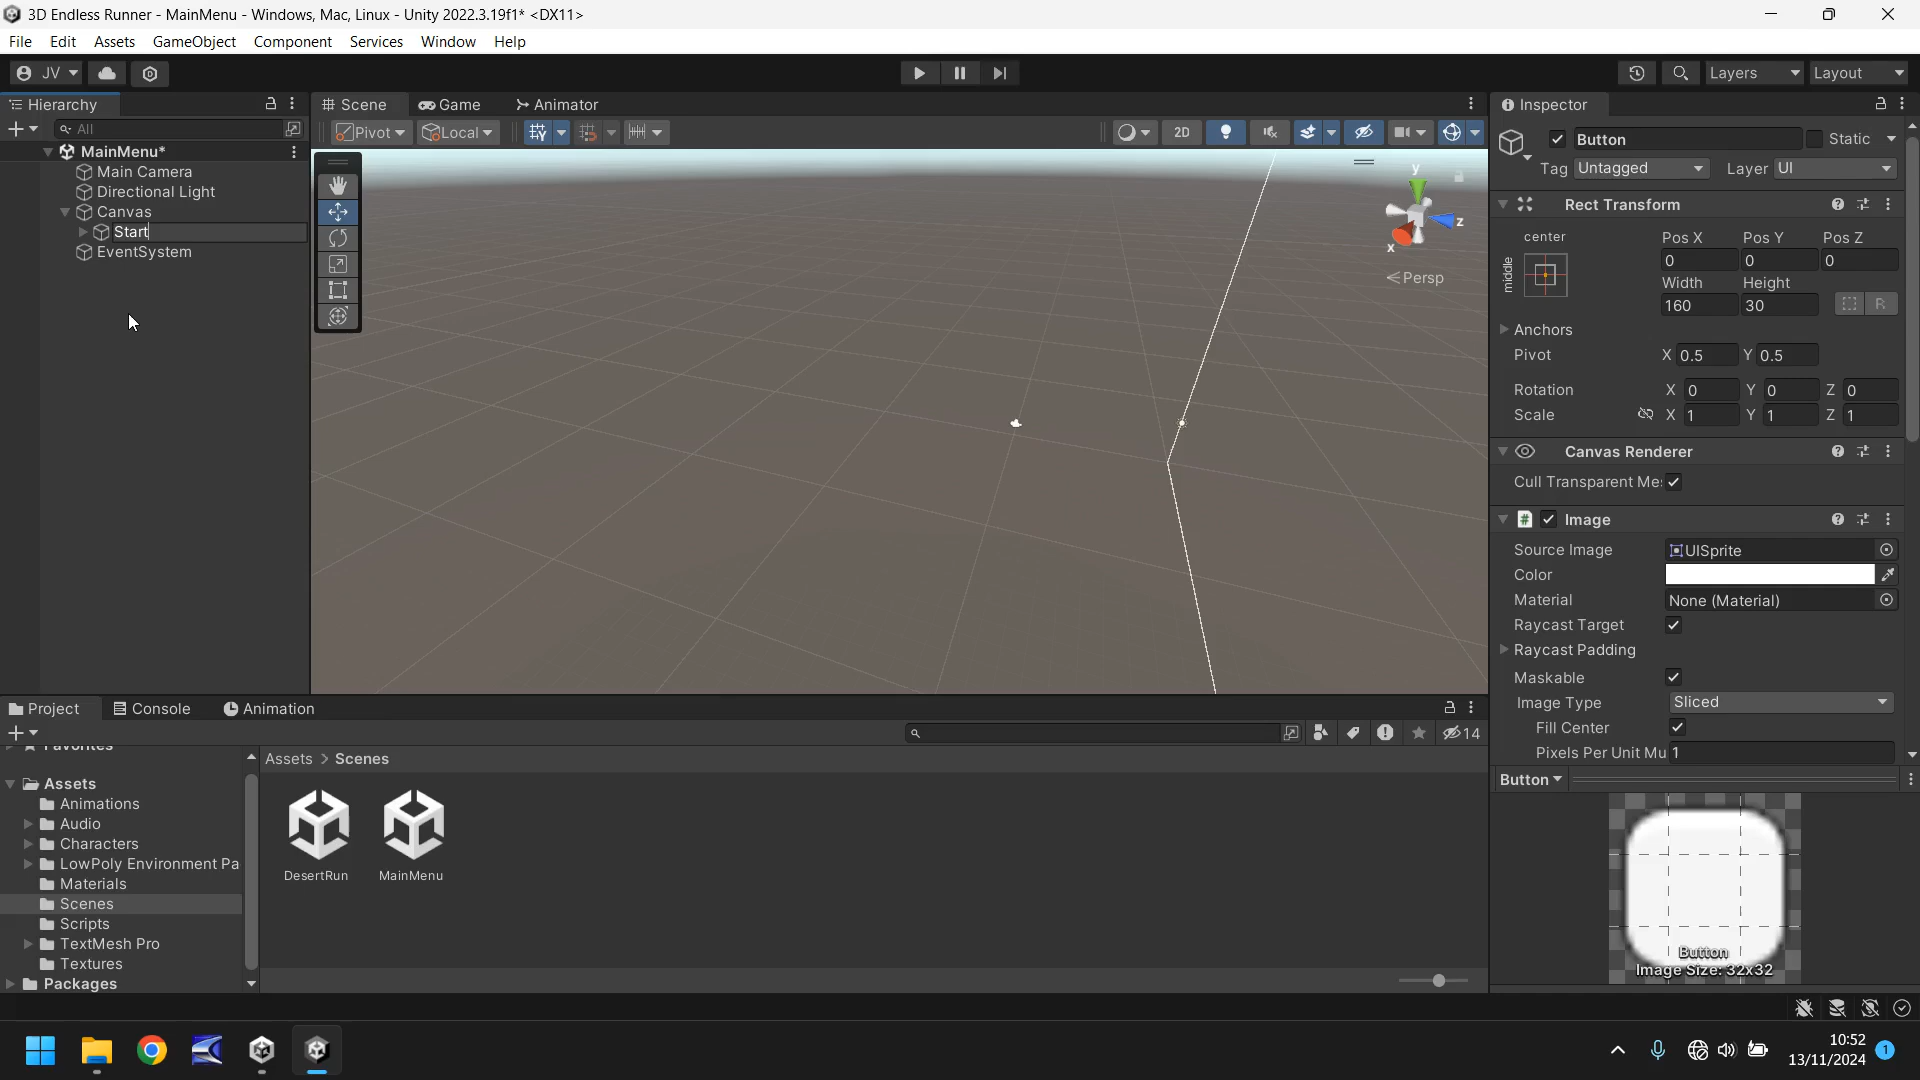 3D Endless Runner - MainMenu - Windows, Mac, Linux - Unity 2022.3.19f1* <DX11>
File Edit Assets GameObject Component Services Window Help
JV Layers Layout
Hierarchy
All
MainMenu*
Main Camera
Directional Light
Canvas
Start
EventSystem
Scene Game Animator
Pivot Local 2D
y
z
x
Persp
Inspector
Button Static
Tag Untagged Layer UI
Rect Transform
center
middle
Pos X Pos Y Pos Z
0 0 0
Width Height
160 30 R
Anchors
Pivot X 0.5 Y 0.5
Rotation X 0 Y 0 Z 0
Scale X 1 Y 1 Z 1
Canvas Renderer
Cull Transparent Me:
Image
Source Image UISprite
Color
Material None (Material)
Raycast Target
Raycast Padding
Maskable
Image Type Sliced
Fill Center
Pixels Per Unit Mu 1
Button
Button
Image Size: 32x32
Project Console Animation
14
Favorites
Assets
Animations
Audio
Characters
LowPoly Environment Pa
Materials
Scenes
Scripts
TextMesh Pro
Textures
Packages
Assets > Scenes
DesertRun MainMenu
10:52
13/11/2024
1